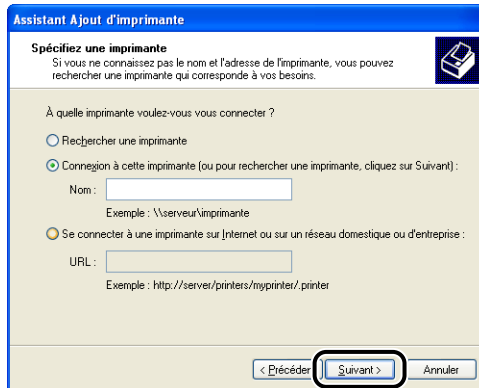 Assistant Ajout d'imprimante
Spécifiez une imprimante
Si vous ne connaissez pas le nom et l'adresse de l'imprimante, vous pouvez
rechercher une imprimante qui corresponde à vos besoins.
À quelle imprimante voulez-vous vous connecter ?
Rechercher une imprimante
Connexion à cette imprimante (ou pour rechercher une imprimante, cliquez sur Suivant) :
Nom :
Exemple : \\serveur\imprimante
Se connecter à une imprimante sur Internet ou sur un réseau domestique ou d'entreprise :
URL :
Exemple : http://server/printers/myprinter/.printer
< Précéder Suivant > Annuler